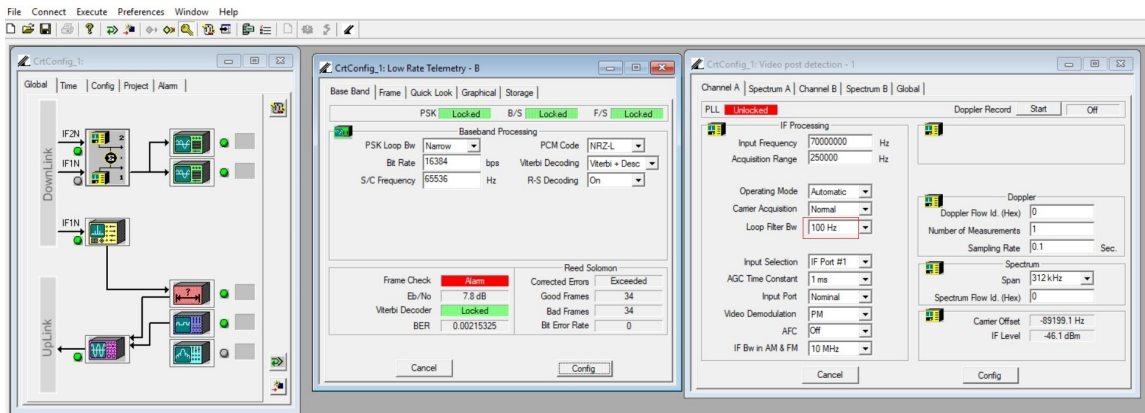 File Connect Execute Preferences Window Help
CrtConfig_1:
Global Time Config Project Alarm
DownLink
IF2N
2
Σ
IF1N
1
IF1N
?
UpLink
CrtConfig_1: Low Rate Telemetry - B
Base Band Frame Quick Look Graphical Storage
PSK Locked B/S Locked F/S Locked
Baseband Processing
PSK Loop Bw Narrow PCM Code NRZ-L
Bit Rate 16384 bps Viterbi Decoding Viterbi + Desc
S/C Frequency 65536 Hz R-S Decoding On
Reed Solomon
Frame Check Alarm Corrected Errors Exceeded
Eb/No 7.8 dB Good Frames 34
Viterbi Decoder Locked Bad Frames 34
BER 0.00215325 Bit Error Rate 0
Cancel Config
CrtConfig_1: Video post detection - 1
Channel A Spectrum A Channel B Spectrum B Global
PLL Unlocked Doppler Record Start Off
IF Processing
Input Frequency 70000000 Hz
Acquisition Range 250000 Hz
Operating Mode Automatic
Carrier Acquisition Normal
Loop Filter Bw 100 Hz
Input Selection IF Port #1
AGC Time Constant 1 ms
Input Port Nominal
Video Demodulation PM
AFC Off
IF Bw in AM & FM 10 MHz
Doppler
Doppler Flow Id. (Hex) 0
Number of Measurements 1
Sampling Rate 0.1 Sec.
Spectrum
Span 312 kHz
Spectrum Flow Id. (Hex) 0
Carrier Offset -89199.1 Hz
IF Level -46.1 dBm
Cancel Config